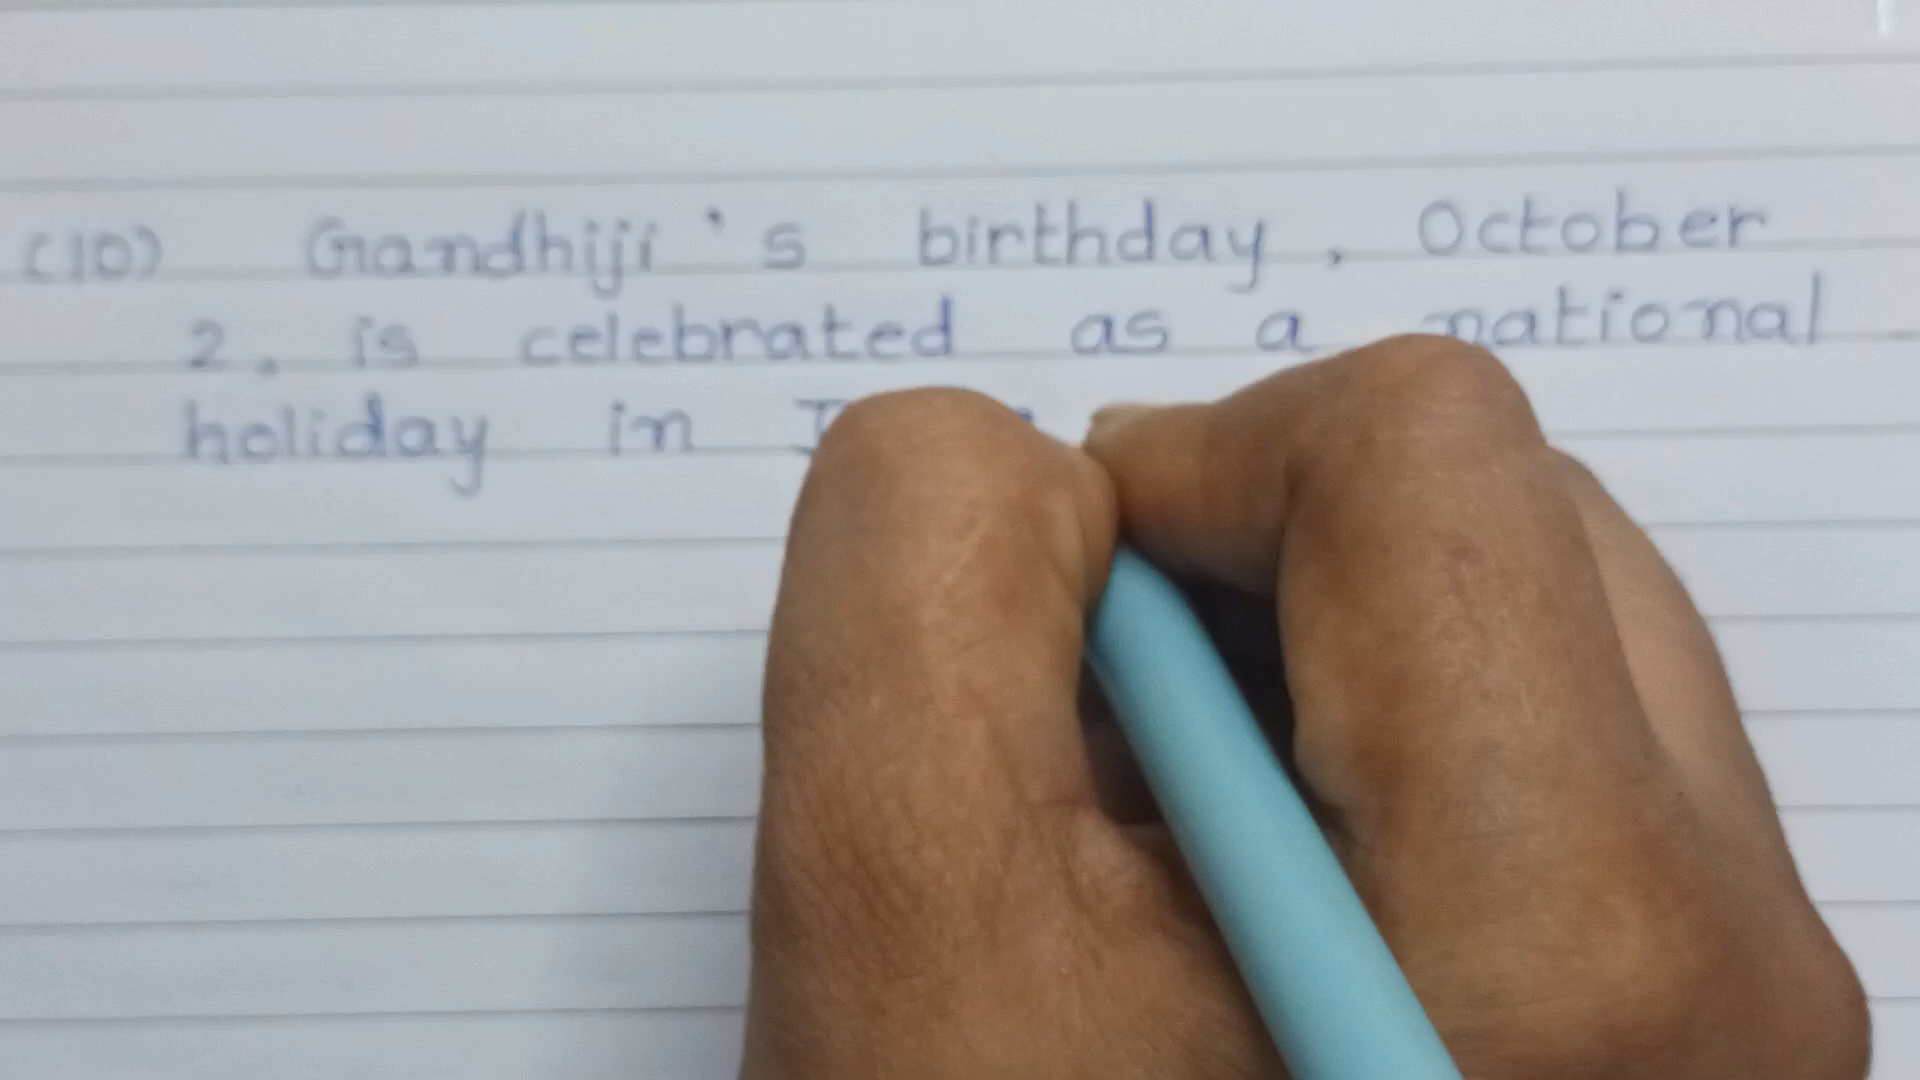 (10) Gandhiji's birthday, October
2, is celebrated as a national
holiday in